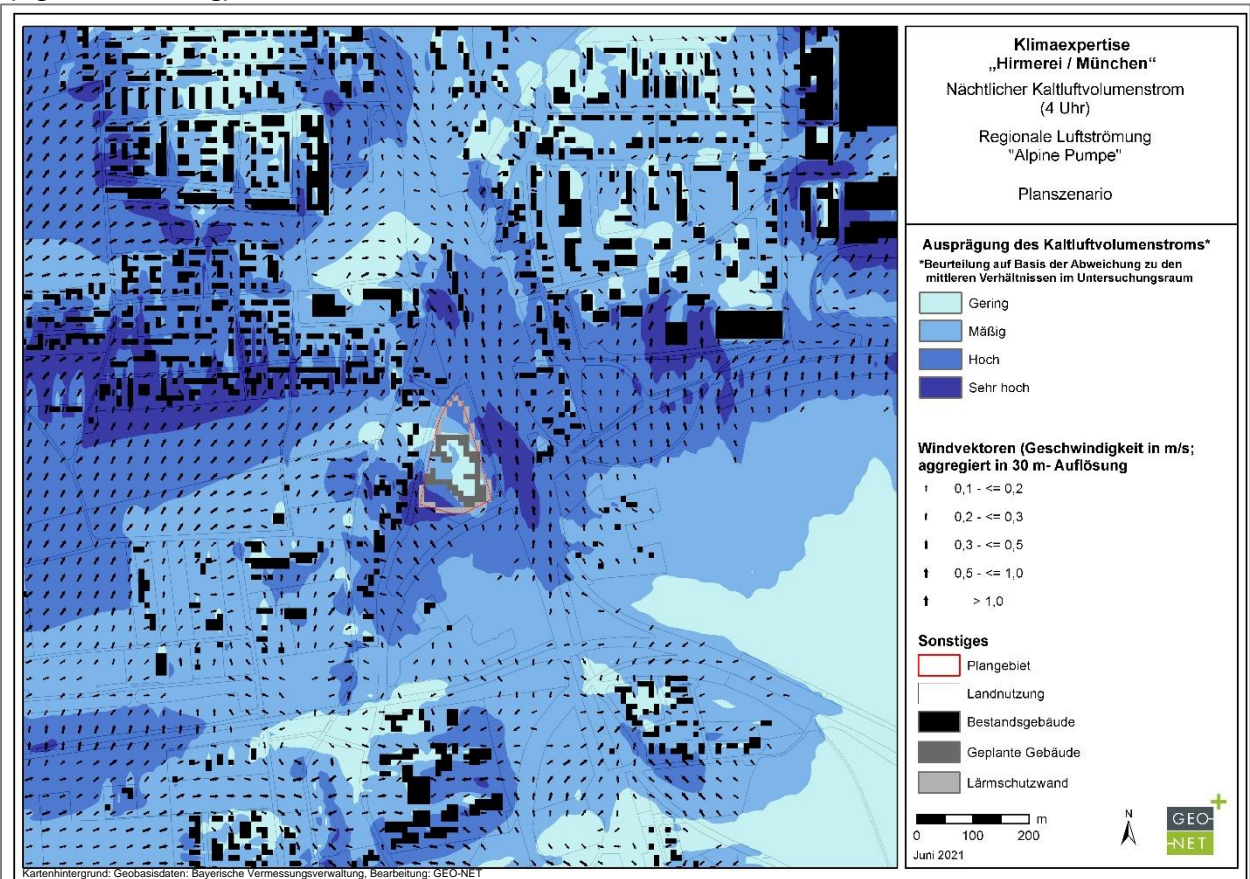 Klimaexpertise
„Hirmerei / München“
Nächtlicher Kaltluftvolumenstrom
(4 Uhr)
Regionale Luftströmung
"Alpine Pumpe"
Planszenario
Ausprägung des Kaltluftvolumenstroms*
*Beurteilung auf Basis der Abweichung zu den
mittleren Verhältnissen im Untersuchungsraum
Gering
Mäßig
Hoch
Sehr hoch
Windvektoren (Geschwindigkeit in m/s;
aggregiert in 30 m- Auflösung
0,1 - <= 0,2
0,2 - <= 0,3
0,3 - <= 0,5
0,5 - <= 1,0
> 1,0
Sonstiges
Plangebiet
Landnutzung
Bestandsgebäude
Geplante Gebäude
Lärmschutzwand
m
0 100 200
N
Juni 2021
GEO-
NET
Kartenhintergrund: Geobasisdaten: Bayerische Vermessungsverwaltung, Bearbeitung: GEO-NET